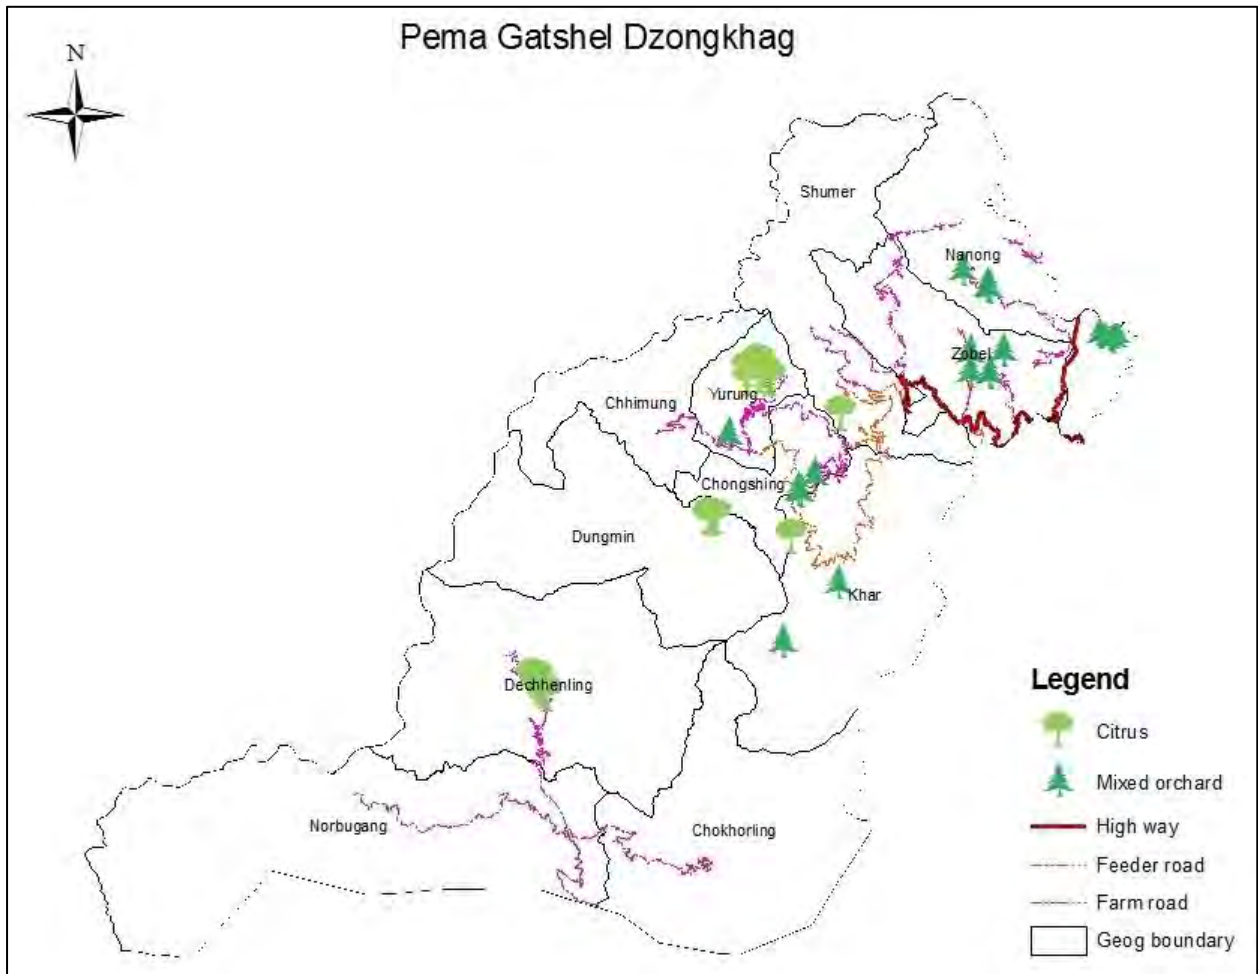 Pema Gatshel Dzongkhag
N
Shumer
Nanong
Zobel
Yurung
Chhimung
Chongshing
Dungmin
Khar
Dechhenling
Norbugang
Chokhorling
Legend
Citrus
Mixed orchard
High way
Feeder road
Farm road
Geog boundary